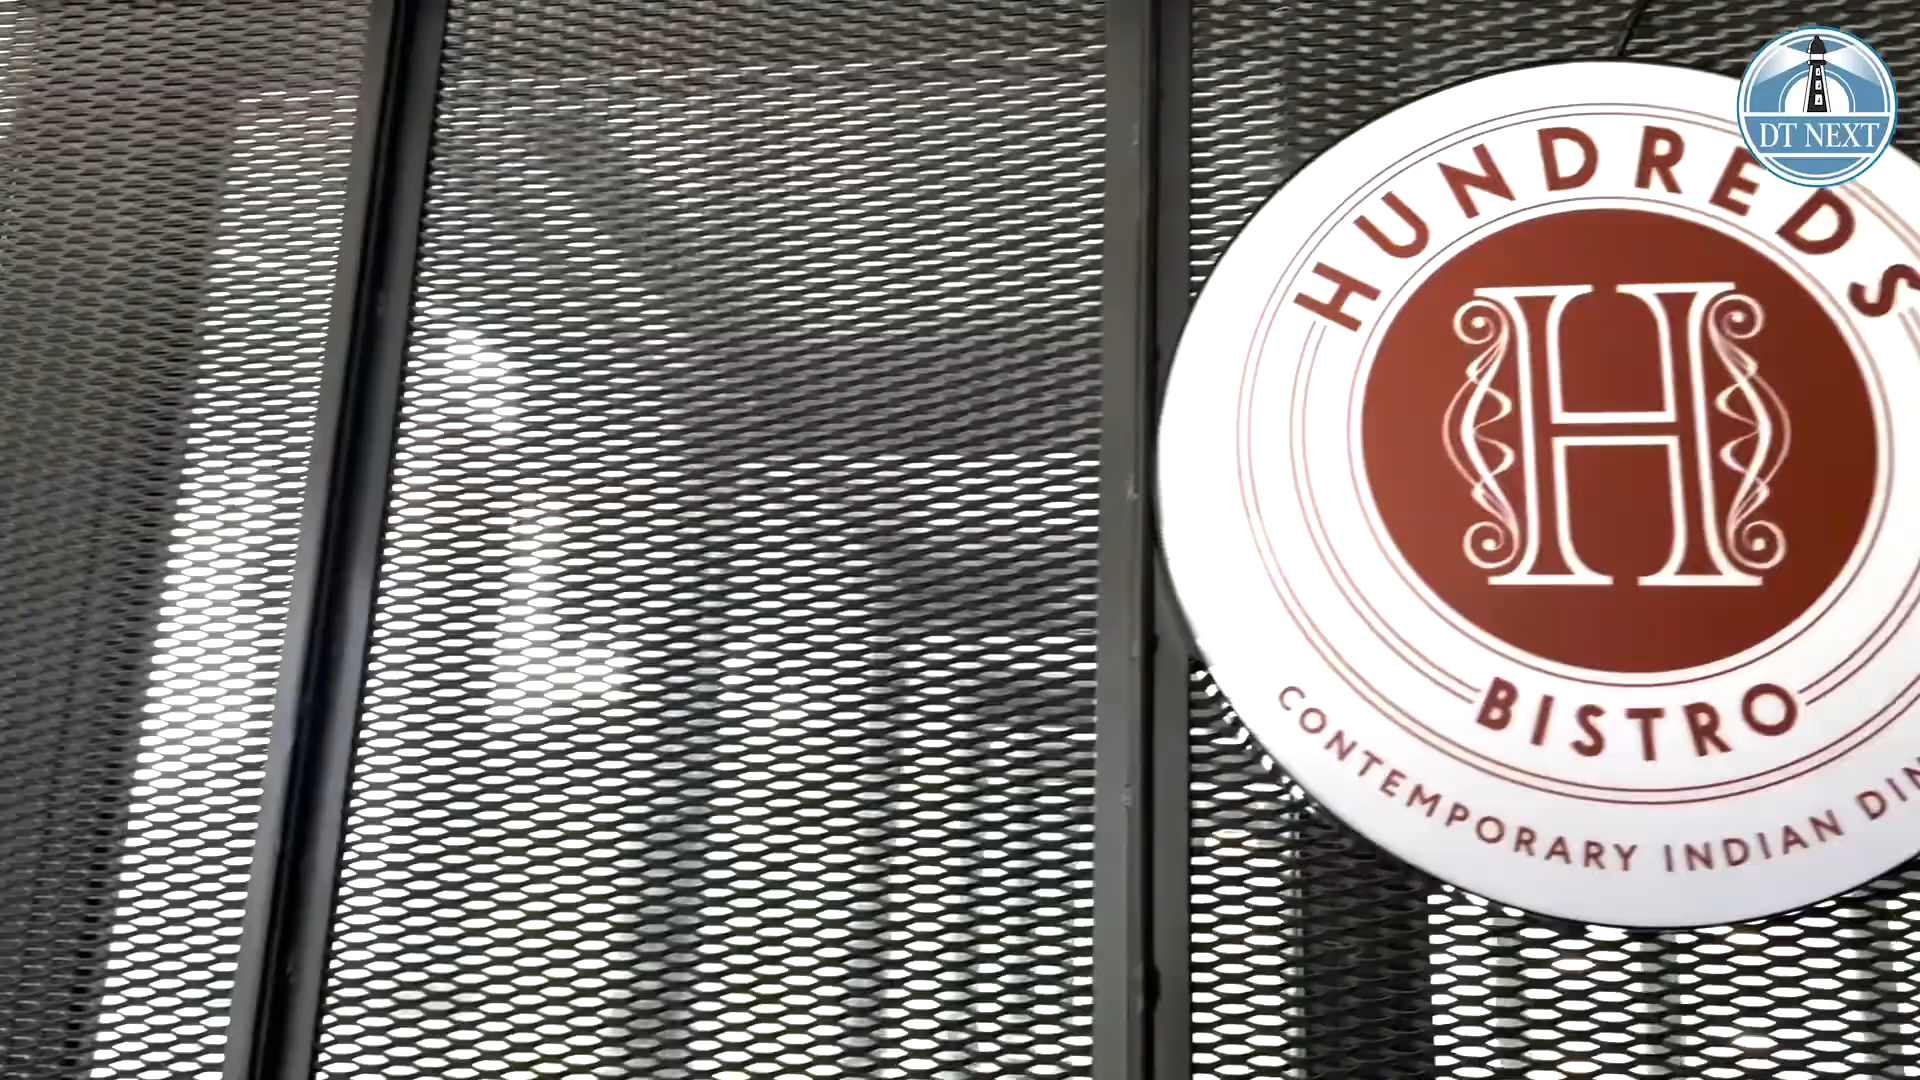 DT NEXT
HUNDREDS
H
BISTRO
CONTEMPORARY INDIAN